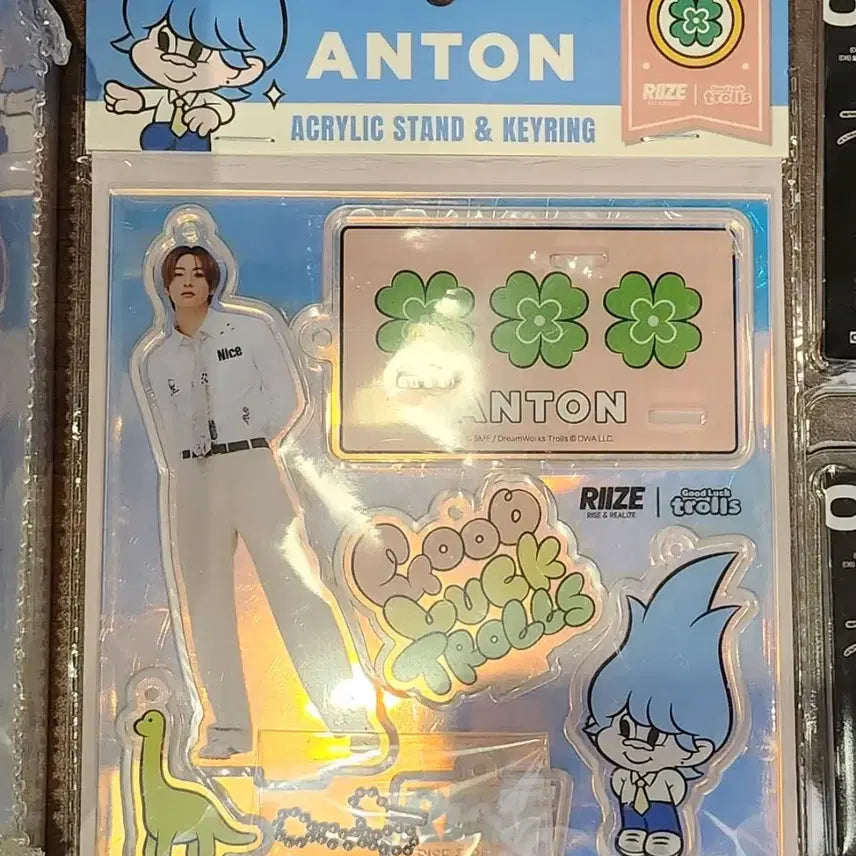 ANTON
RIIZE
Good Luck
trolls
ACRYLIC STAND & KEYRING
Nice
ANTON
SME / DreamWorks Trolls © DWA LLC.
RIIZE
RISE & REALIZE
Good Luck
trolls
GOOD
LUCK
TROLLS